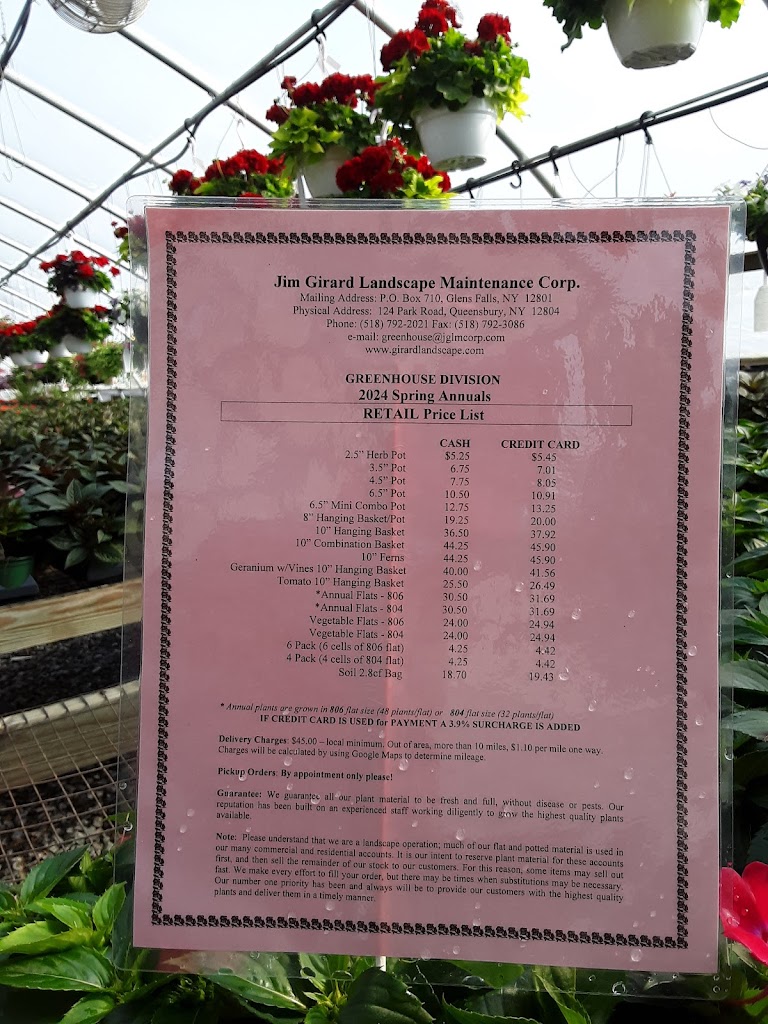 Jim Girard Landscape Maintenance Corp.
Mailing Address: P.O. Box 710, Glens Falls, NY 12801
Physical Address: 124 Park Road, Queensbury, NY 12804
Phone: (518) 792-2021 Fax: (518) 792-3086
e-mail: greenhouse@jglmcorp.com
www.girardlandscape.com
GREENHOUSE DIVISION
2024 Spring Annuals
RETAIL Price List
CASH CREDIT CARD
2.5" Herb Pot $5.25 $5.45
3.5" Pot 6.75 7.01
4.5" Pot 7.75 8.05
6.5" Pot 10.50 10.91
6.5" Mini Combo Pot 12.75 13.25
8" Hanging Basket/Pot 19.25 20.00
10" Hanging Basket 36.50 37.92
10" Combination Basket 44.25 45.90
10" Ferns 44.25 45.90
Geranium w/Vines 10" Hanging Basket 40.00 41.56
Tomato 10" Hanging Basket 25.50 26.49
*Annual Flats - 806 30.50 31.69
*Annual Flats - 804 30.50 31.69
Vegetable Flats - 806 24.00 24.94
Vegetable Flats - 804 24.00 24.94
6 Pack (6 cells of 806 flat) 4.25 4.42
4 Pack (4 cells of 804 flat) 4.25 4.42
Soil 2.8cf Bag 18.70 19.43
* Annual plants are grown in 806 flat size (48 plants/flat) or 804 flat size (32 plants/flat)
IF CREDIT CARD IS USED for PAYMENT A 3.9% SURCHARGE IS ADDED
Delivery Charges: $45.00 – local minimum. Out of area, more than 10 miles, $1.10 per mile one way.
Charges will be calculated by using Google Maps to determine mileage.
Pickup Orders: By appointment only please!
Guarantee: We guarantee all our plant material to be fresh and full, without disease or pests. Our
reputation has been built on an experienced staff working diligently to grow the highest quality plants
available.
Note: Please understand that we are a landscape operation; much of our flat and potted material is used in
our many commercial and residential accounts. It is our intent to reserve plant material for these accounts
first, and then sell the remainder of our stock to our customers. For this reason, some items may sell out
fast. We make every effort to fill your order, but there may be times when substitutions may be necessary.
Our number one priority has been and always will be to provide our customers with the highest quality
plants and deliver them in a timely manner.